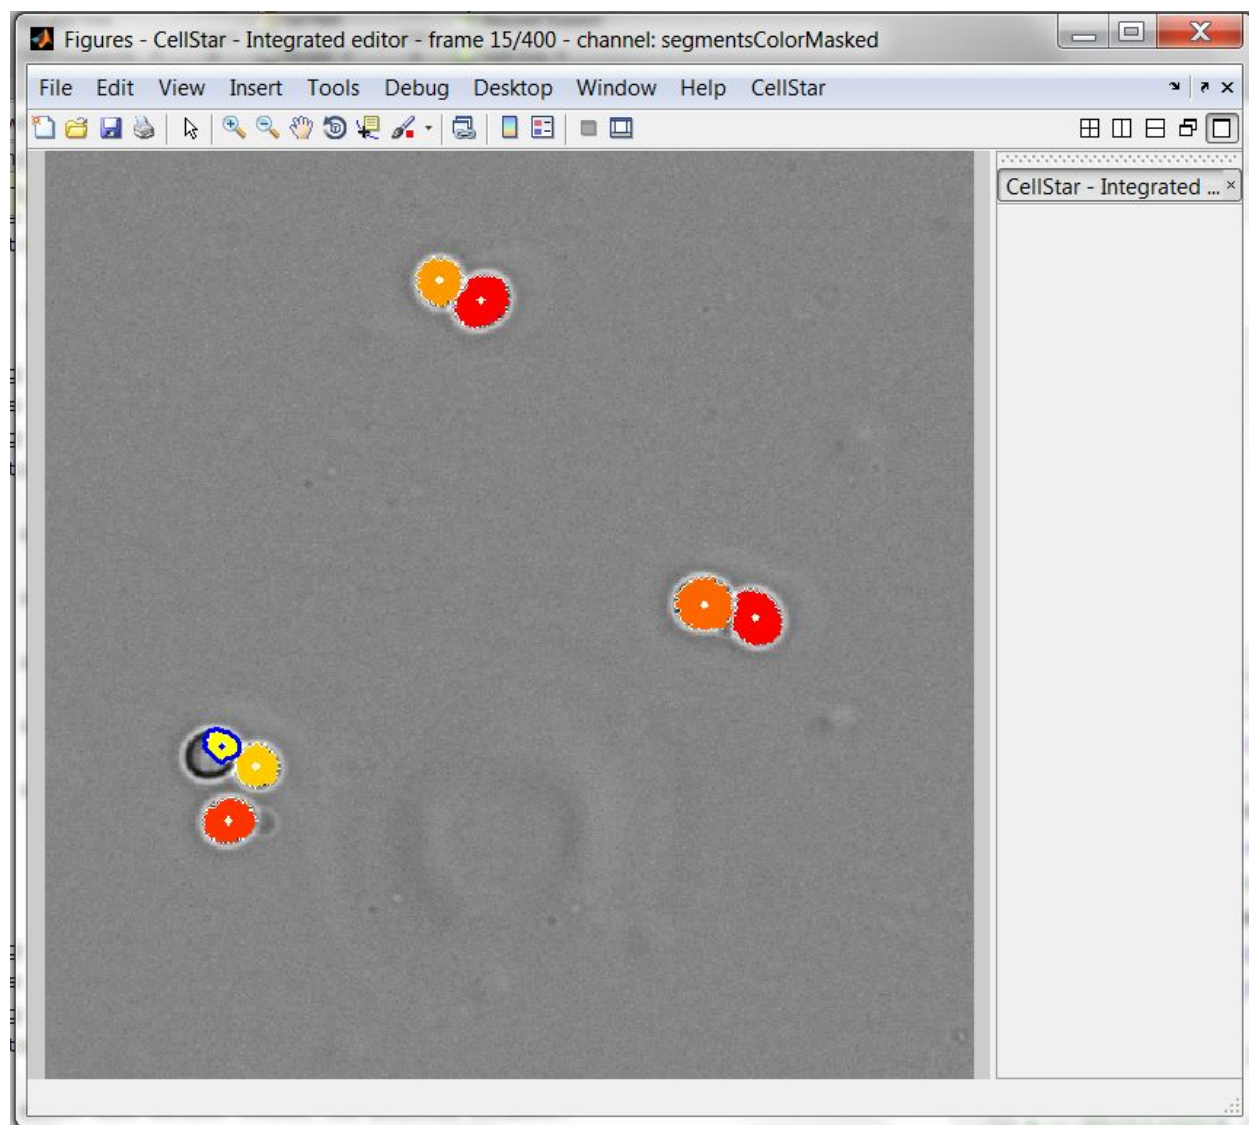 Figures - CellStar - Integrated editor - frame 15/400 - channel: segmentsColorMasked
File Edit View Insert Tools Debug Desktop Window Help CellStar
CellStar - Integrated ...